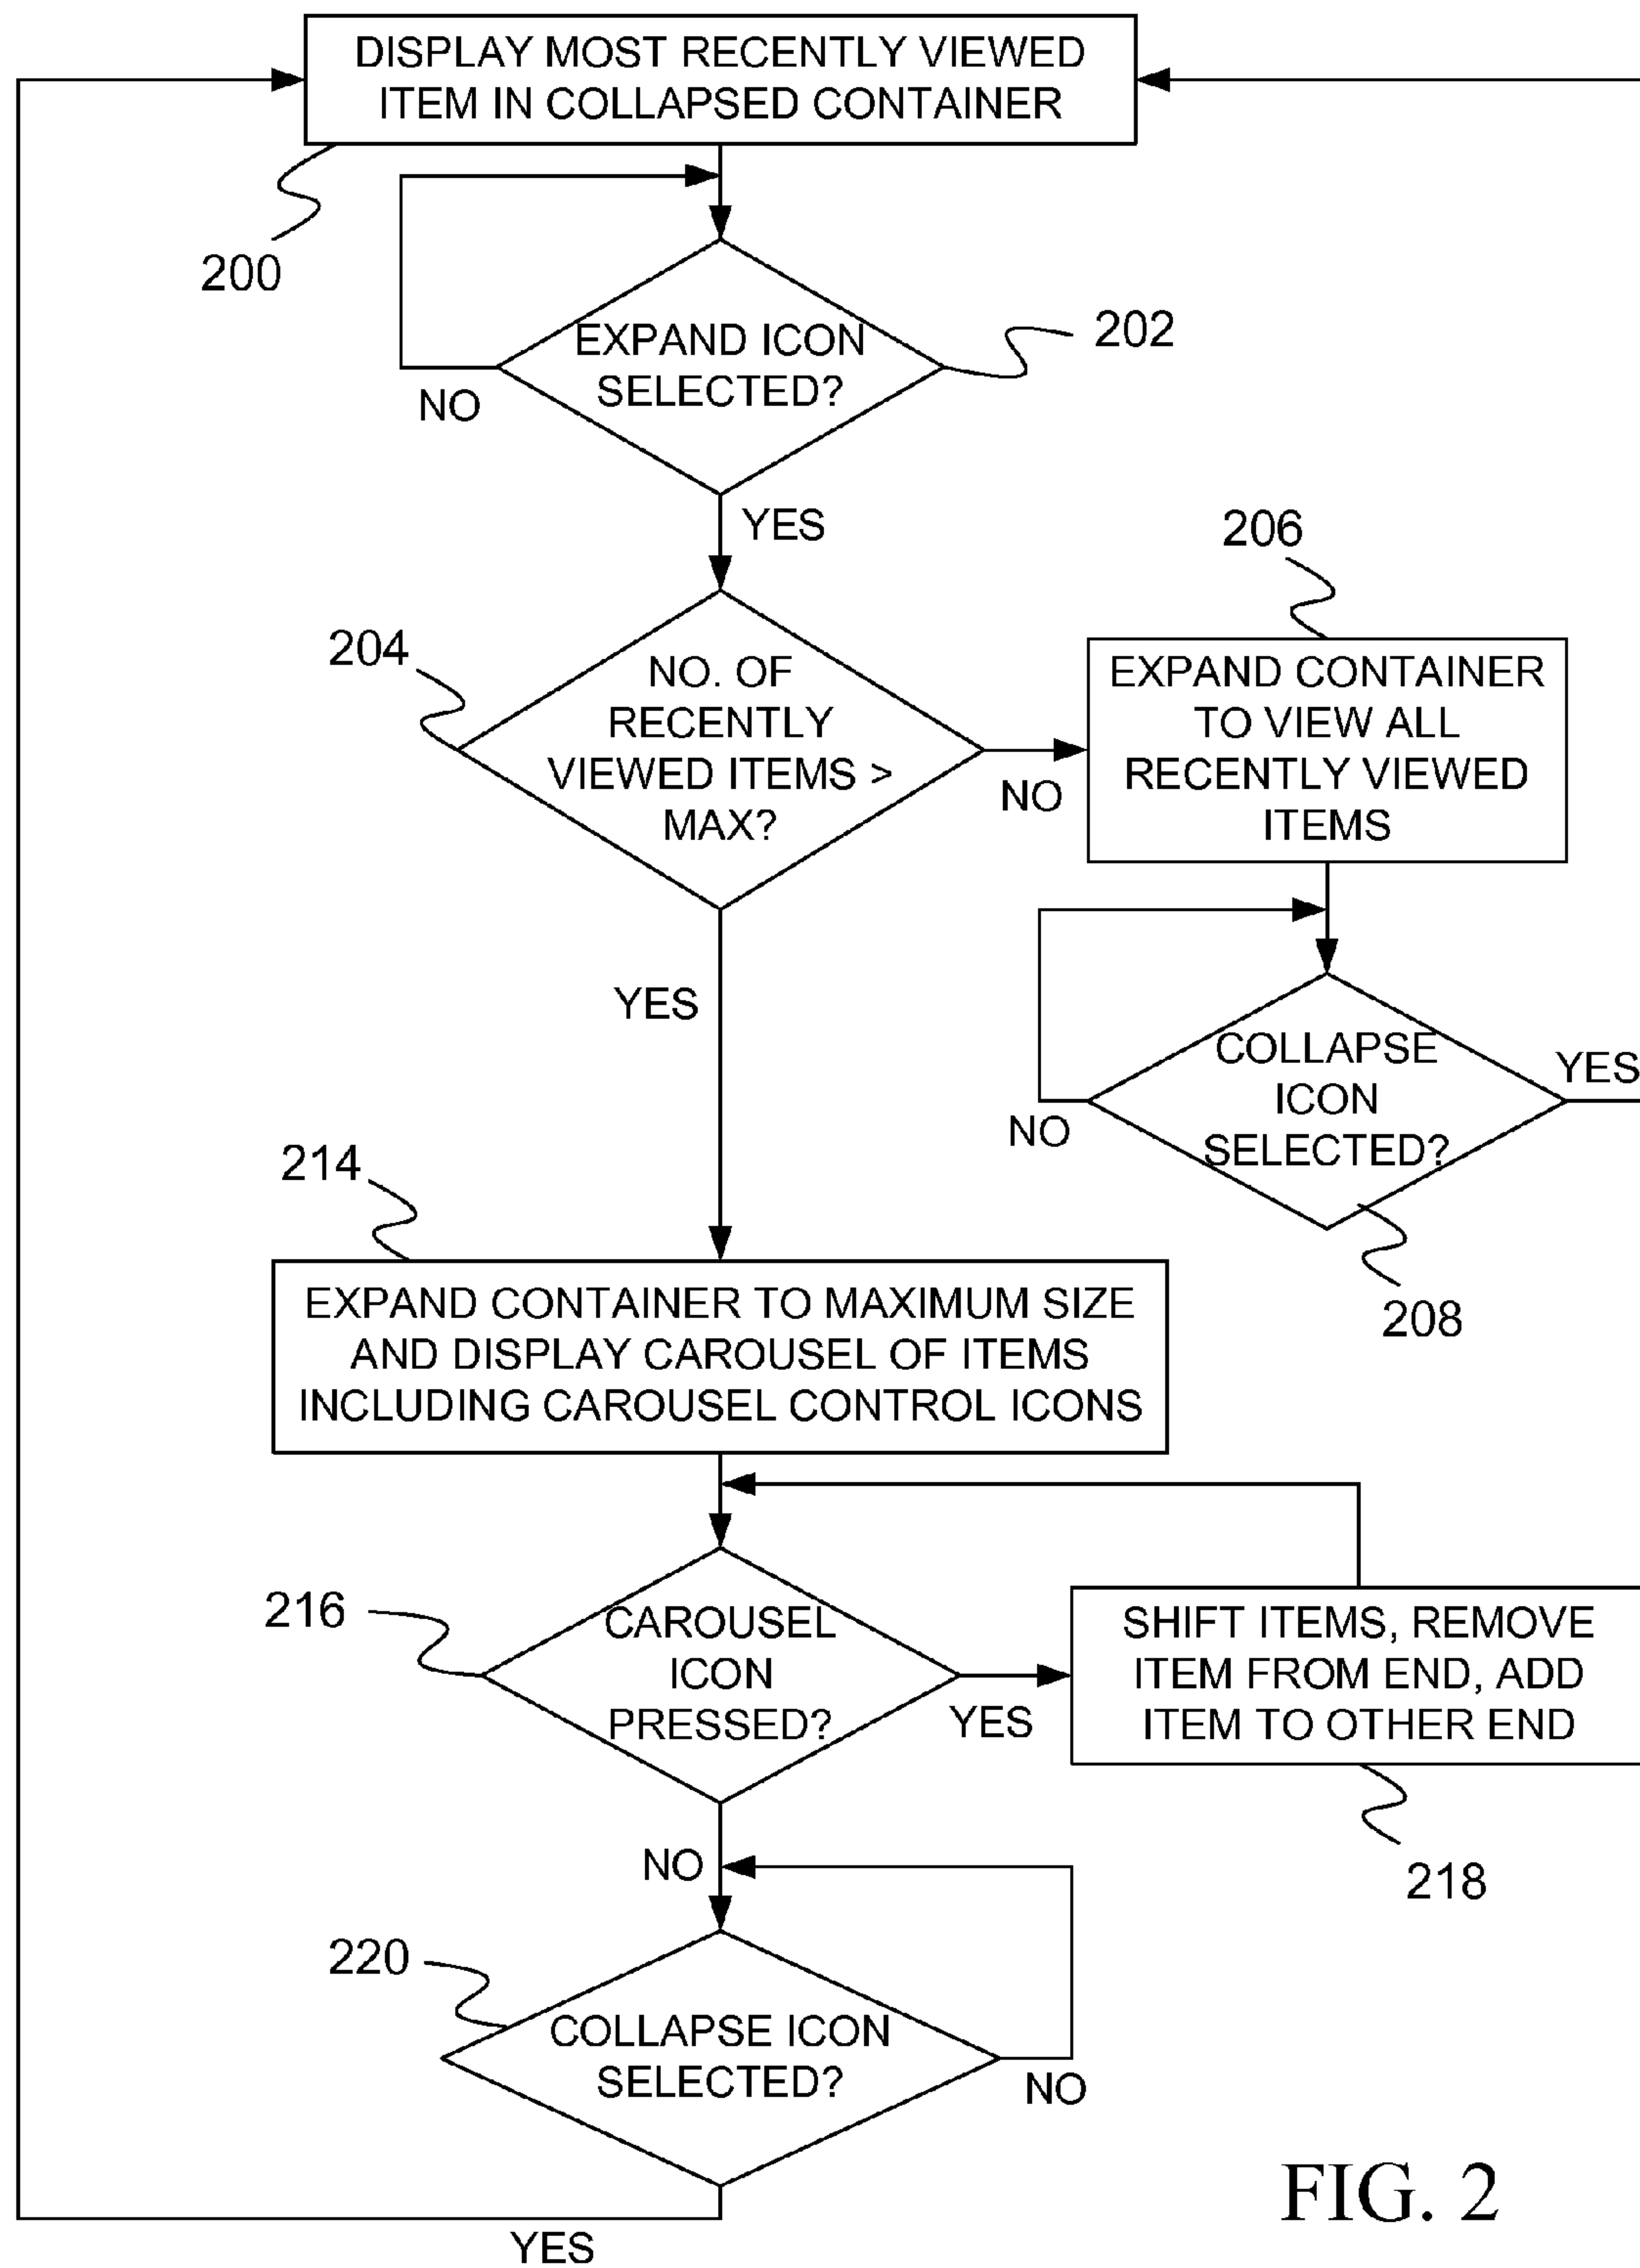 DISPLAY MOST RECENTLY VIEWED
ITEM IN COLLAPSED CONTAINER
200
EXPAND ICON
SELECTED?
202
NO
YES
206
204
NO. OF
RECENTLY
VIEWED ITEMS >
MAX?
NO
EXPAND CONTAINER
TO VIEW ALL
RECENTLY VIEWED
ITEMS
YES
COLLAPSE
ICON
SELECTED?
YES
NO
208
214
EXPAND CONTAINER TO MAXIMUM SIZE
AND DISPLAY CAROUSEL OF ITEMS
INCLUDING CAROUSEL CONTROL ICONS
216
CAROUSEL
ICON
PRESSED?
YES
SHIFT ITEMS, REMOVE
ITEM FROM END, ADD
ITEM TO OTHER END
218
NO
220
COLLAPSE ICON
SELECTED?
NO
YES
FIG. 2